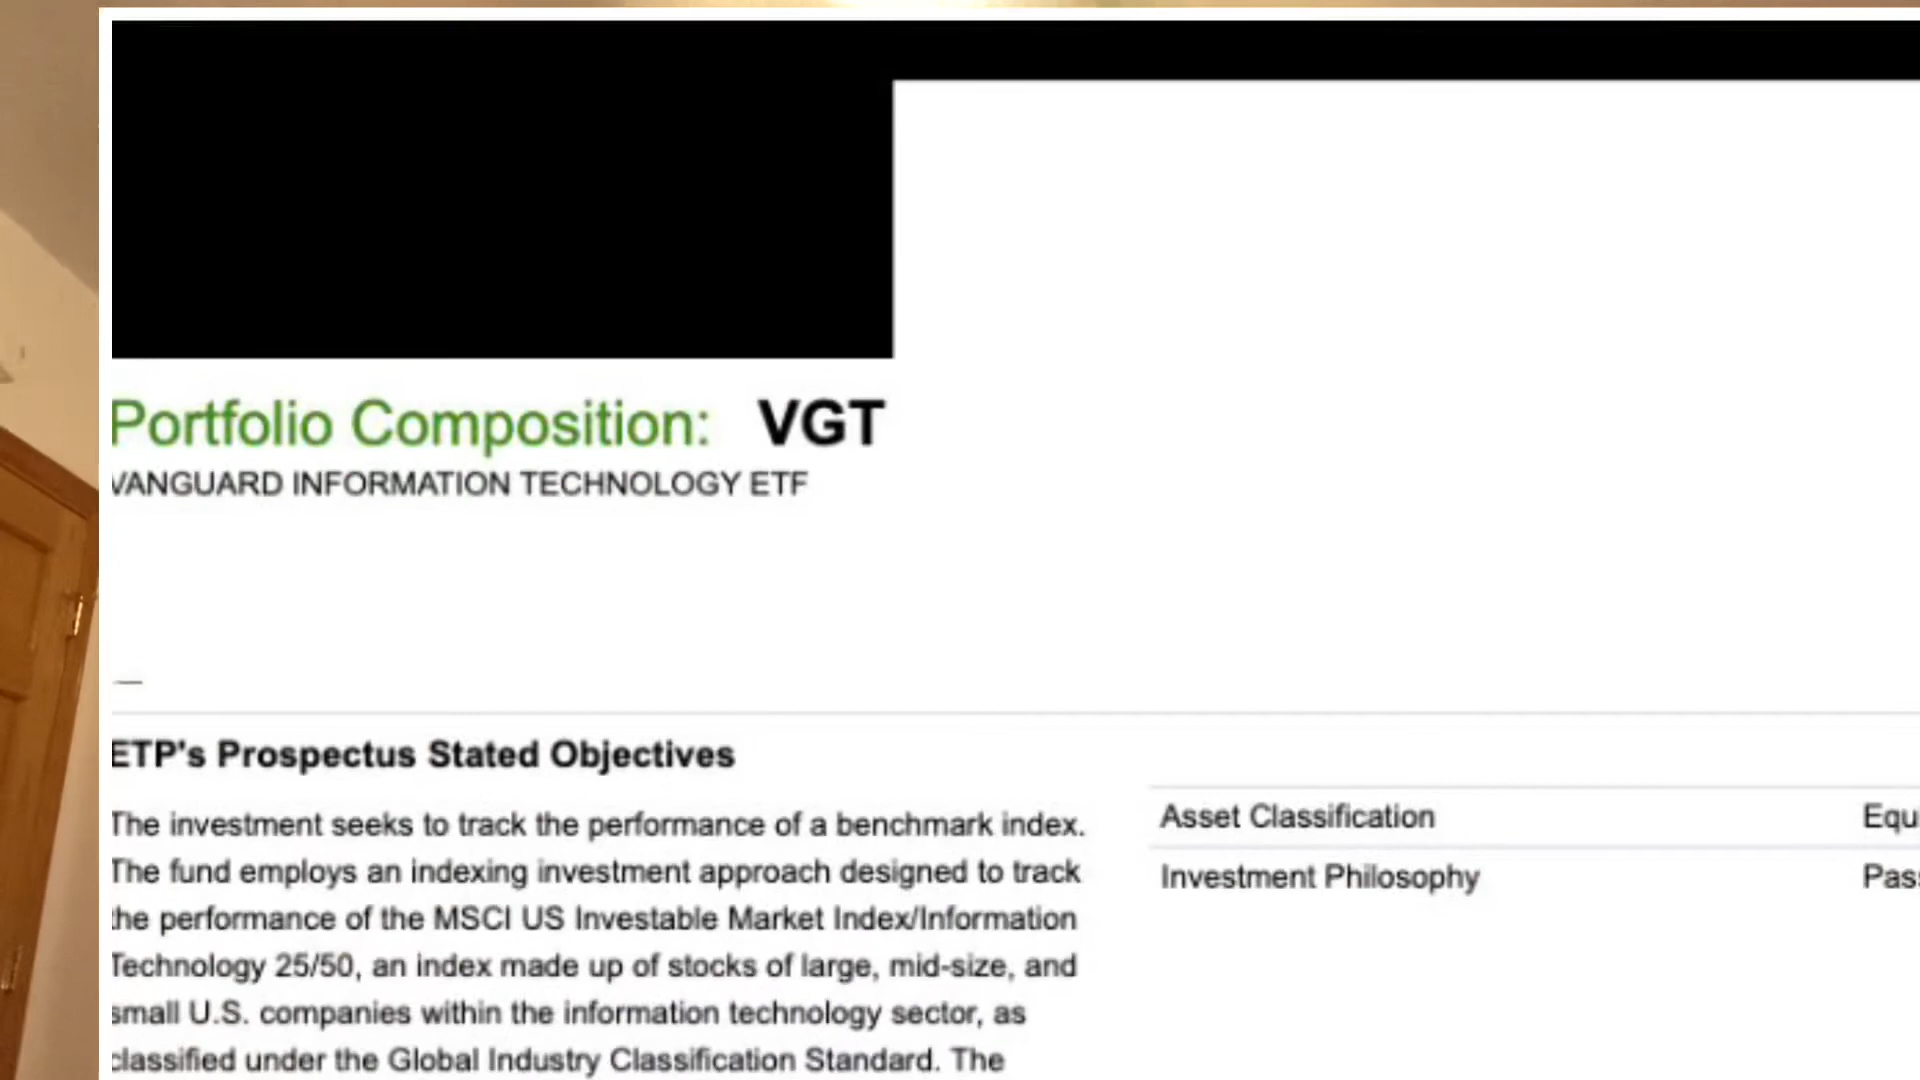 Portfolio Composition: VGT
VANGUARD INFORMATION TECHNOLOGY ETF
ETP's Prospectus Stated Objectives
The investment seeks to track the performance of a benchmark index.
The fund employs an indexing investment approach designed to track
the performance of the MSCI US Investable Market Index/Information
Technology 25/50, an index made up of stocks of large, mid-size, and
small U.S. companies within the information technology sector, as
classified under the Global Industry Classification Standard. The
Asset Classification Equ
Investment Philosophy Pass